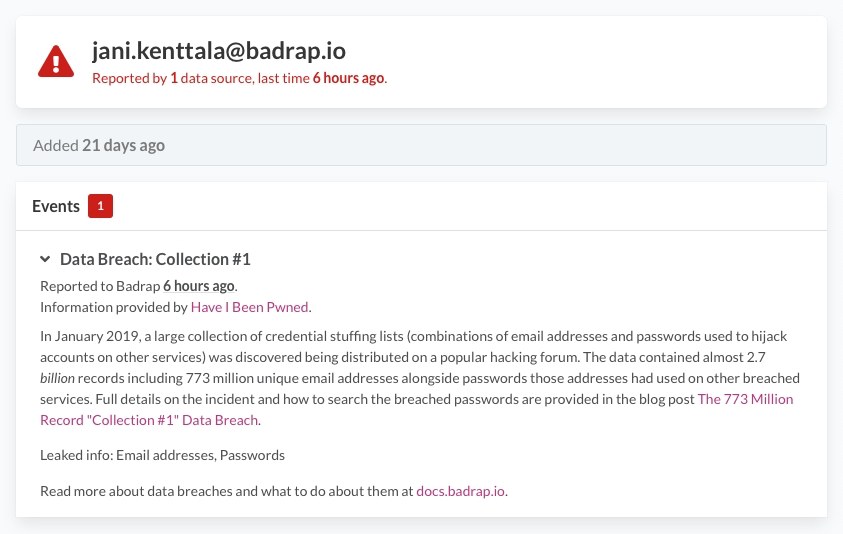 jani.kenttala@badrap.io
Reported by 1 data source, last time 6 hours ago.
Added 21 days ago
Events 1
Data Breach: Collection #1
Reported to Badrap 6 hours ago.
Information provided by Have I Been Pwned.
In January 2019, a large collection of credential stuffing lists (combinations of email addresses and passwords used to hijack
accounts on other services) was discovered being distributed on a popular hacking forum. The data contained almost 2.7
billion records including 773 million unique email addresses alongside passwords those addresses had used on other breached
services. Full details on the incident and how to search the breached passwords are provided in the blog post The 773 Million
Record "Collection #1" Data Breach.
Leaked info: Email addresses, Passwords
Read more about data breaches and what to do about them at docs.badrap.io.